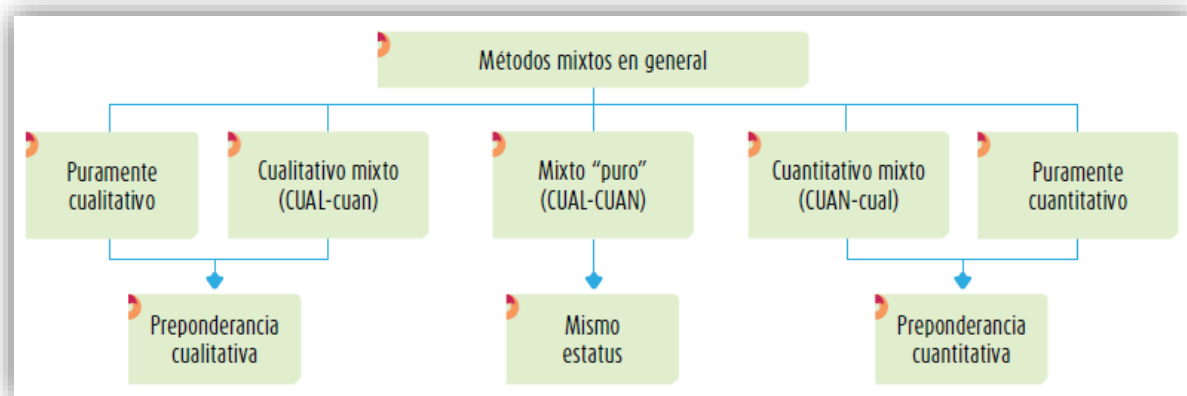 Métodos mixtos en general
Puramente
cualitativo
Cualitativo mixto
(CUAL-cuan)
Mixto “puro”
(CUAL-CUAN)
Cuantitativo mixto
(CUAN-cual)
Puramente
cuantitativo
Preponderancia
cualitativa
Mismo
estatus
Preponderancia
cuantitativa